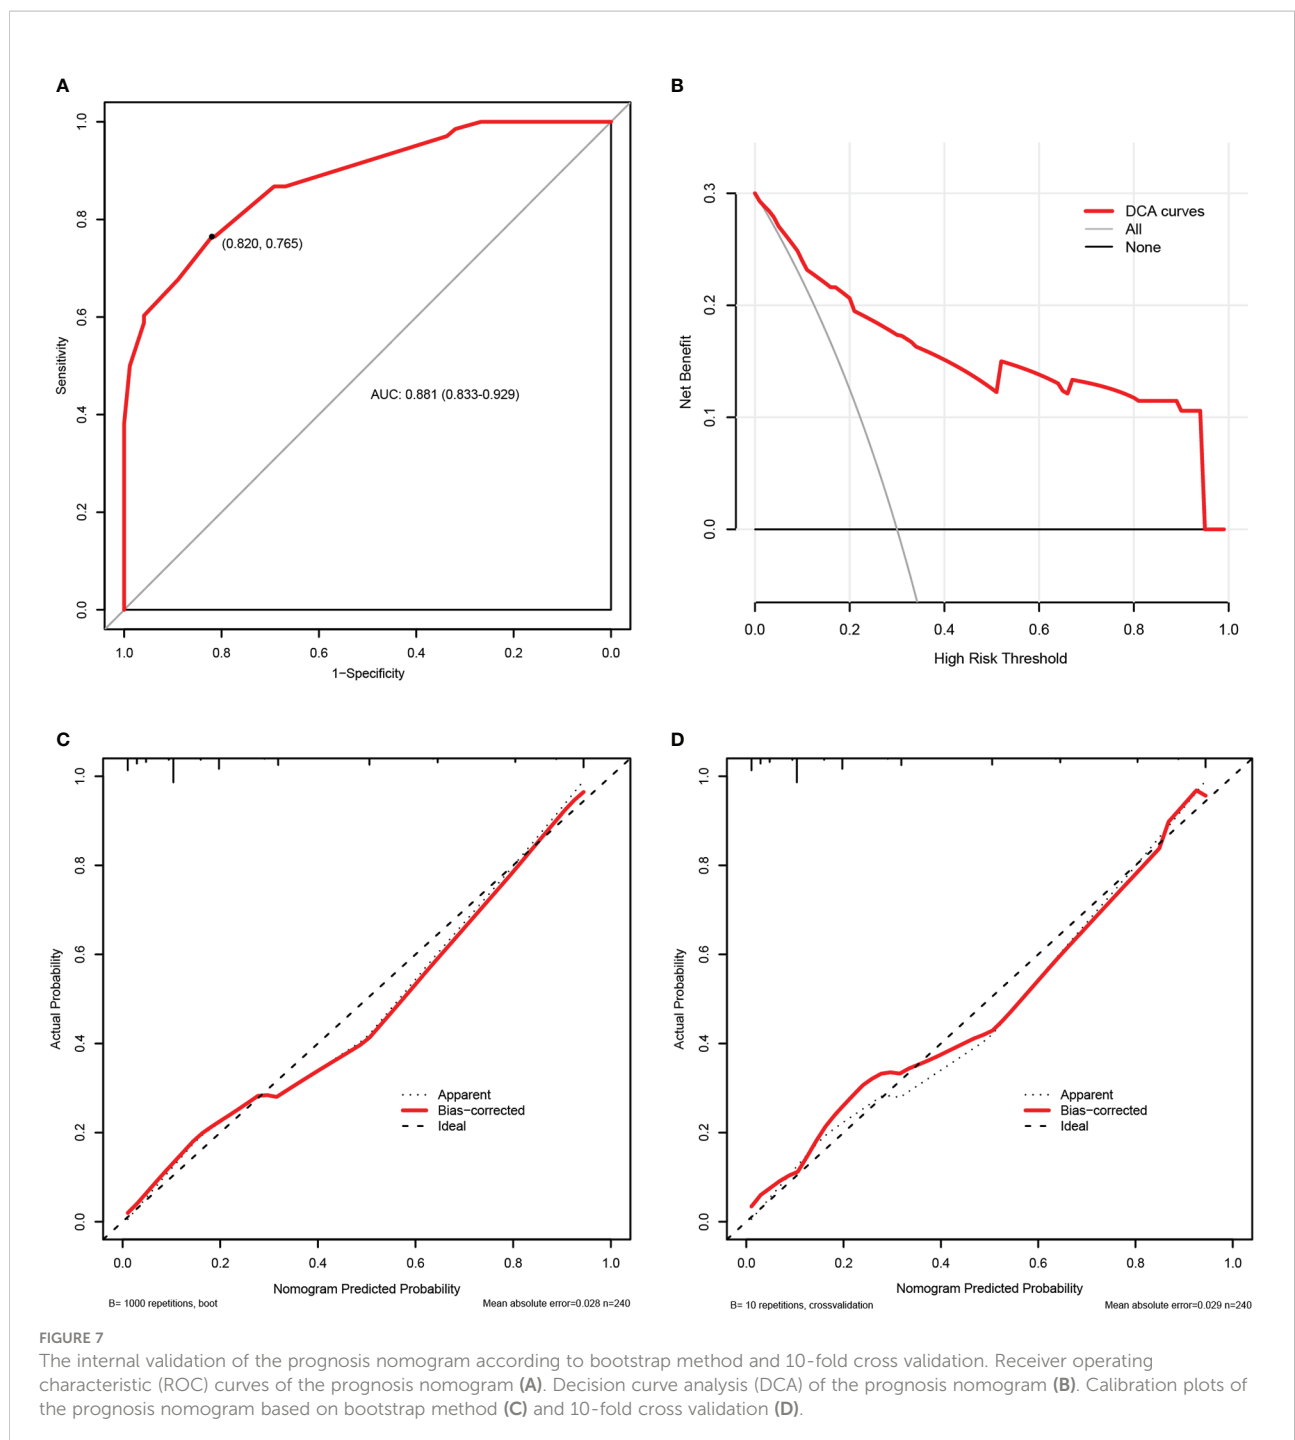 A
1.0
0.8
0.6
0.4
0.2
0.0
Sensitivity
(0.820, 0.765)
AUC: 0.881 (0.833-0.929)
1.0
0.8
0.6
0.4
0.2
0.0
1−Specificity
B
0.3
0.2
0.1
0.0
Net Benefit
DCA curves
All
None
0.0
0.2
0.4
0.6
0.8
1.0
High Risk Threshold
C
1.0
0.8
0.6
0.4
0.2
0.0
Actual Probability
Apparent
Bias−corrected
Ideal
0.0
0.2
0.4
0.6
0.8
1.0
Nomogram Predicted Probability
B= 1000 repetitions, boot
Mean absolute error=0.028 n=240
D
1.0
0.8
0.6
0.4
0.2
0.0
Actual Probability
Apparent
Bias−corrected
Ideal
0.0
0.2
0.4
0.6
0.8
1.0
Nomogram Predicted Probability
B= 10 repetitions, crossvalidation
Mean absolute error=0.029 n=240
FIGURE 7
The internal validation of the prognosis nomogram according to bootstrap method and 10-fold cross validation. Receiver operating
characteristic (ROC) curves of the prognosis nomogram (A). Decision curve analysis (DCA) of the prognosis nomogram (B). Calibration plots of
the prognosis nomogram based on bootstrap method (C) and 10-fold cross validation (D).